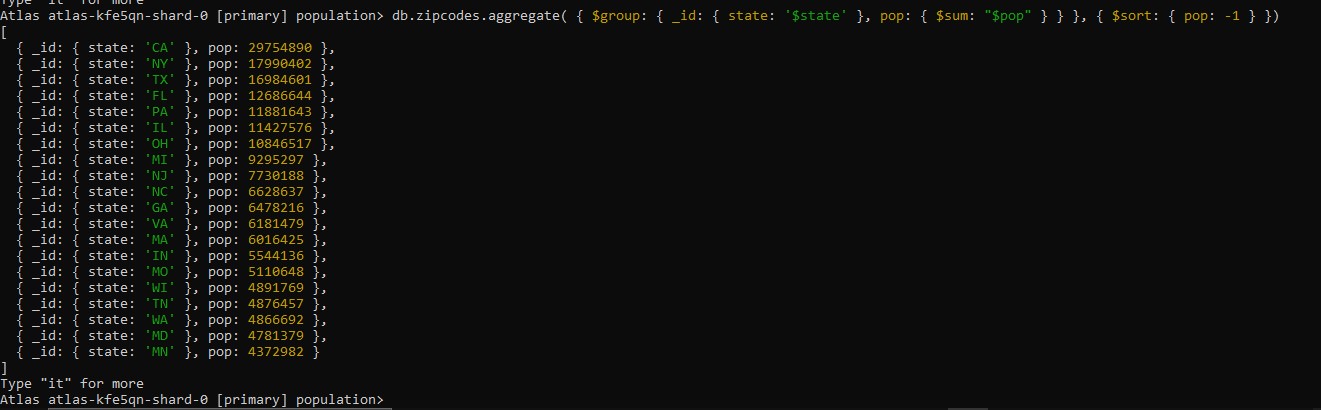 Type "it" for more
Atlas atlas-kfe5qn-shard-0 [primary] population> db.zipcodes.aggregate( { $group: { _id: { state: '$state' }, pop: { $sum: "$pop" } } }, { $sort: { pop: -1 } })
[
  { _id: { state: 'CA' }, pop: 29754890 },
  { _id: { state: 'NY' }, pop: 17990402 },
  { _id: { state: 'TX' }, pop: 16984601 },
  { _id: { state: 'FL' }, pop: 12686644 },
  { _id: { state: 'PA' }, pop: 11881643 },
  { _id: { state: 'IL' }, pop: 11427576 },
  { _id: { state: 'OH' }, pop: 10846517 },
  { _id: { state: 'MI' }, pop: 9295297 },
  { _id: { state: 'NJ' }, pop: 7730188 },
  { _id: { state: 'NC' }, pop: 6628637 },
  { _id: { state: 'GA' }, pop: 6478216 },
  { _id: { state: 'VA' }, pop: 6181479 },
  { _id: { state: 'MA' }, pop: 6016425 },
  { _id: { state: 'IN' }, pop: 5544136 },
  { _id: { state: 'MO' }, pop: 5110648 },
  { _id: { state: 'WI' }, pop: 4891769 },
  { _id: { state: 'TN' }, pop: 4876457 },
  { _id: { state: 'WA' }, pop: 4866692 },
  { _id: { state: 'MD' }, pop: 4781379 },
  { _id: { state: 'MN' }, pop: 4372982 }
]
Type "it" for more
Atlas atlas-kfe5qn-shard-0 [primary] population>